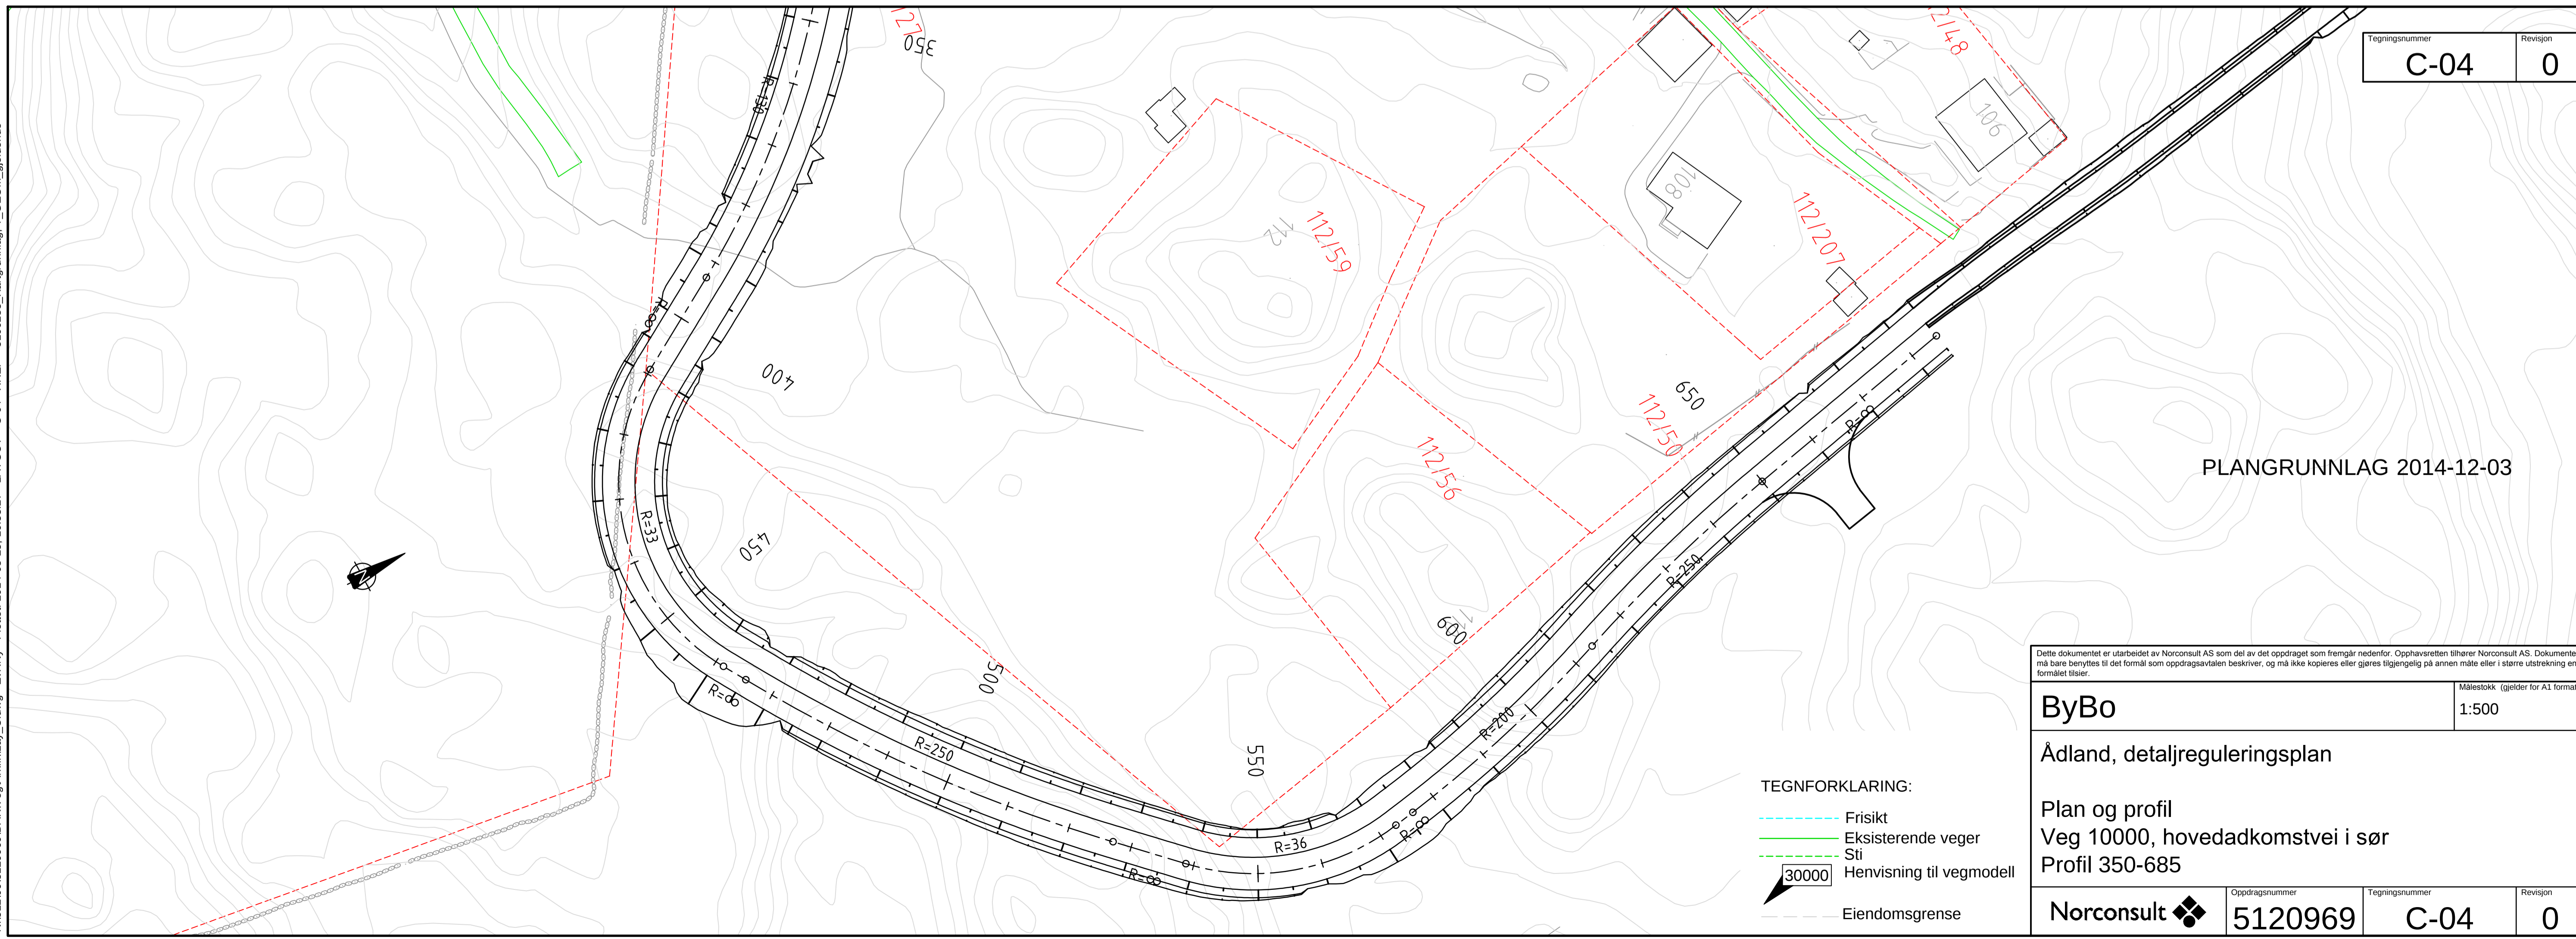 Tegningsnummer
C-04
Revisjon
0
350
R=130
112/59
112
108
106
112/207
400
450
R=33
R=∞
500
R=250
550
R=∞
R=36
R=∞
R=200
600
R=250
112/56
112/50
650
R=∞
PLANGRUNNLAG 2014-12-03
TEGNFORKLARING:
Frisikt
Eksisterende veger
Sti
30000 Henvisning til vegmodell
Eiendomsgrense
Dette dokumentet er utarbeidet av Norconsult AS som del av det oppdraget som fremgår nedenfor. Opphavsretten tilhører Norconsult AS.
må bare benyttes til det formål som oppdragsavtalen beskriver, og må ikke kopieres eller gjøres tilgjengelig på annen måte eller i større utstrekning
formålet tilsier.
ByBo
Målestokk (gjelder for A1
1:500
Ådland, detaljreguleringsplan
Plan og profil
Veg 10000, hovedadkomstvei i sør
Profil 350-685
Norconsult
Oppdragsnummer
5120969
Tegningsnummer
C-04
Revisjon
0